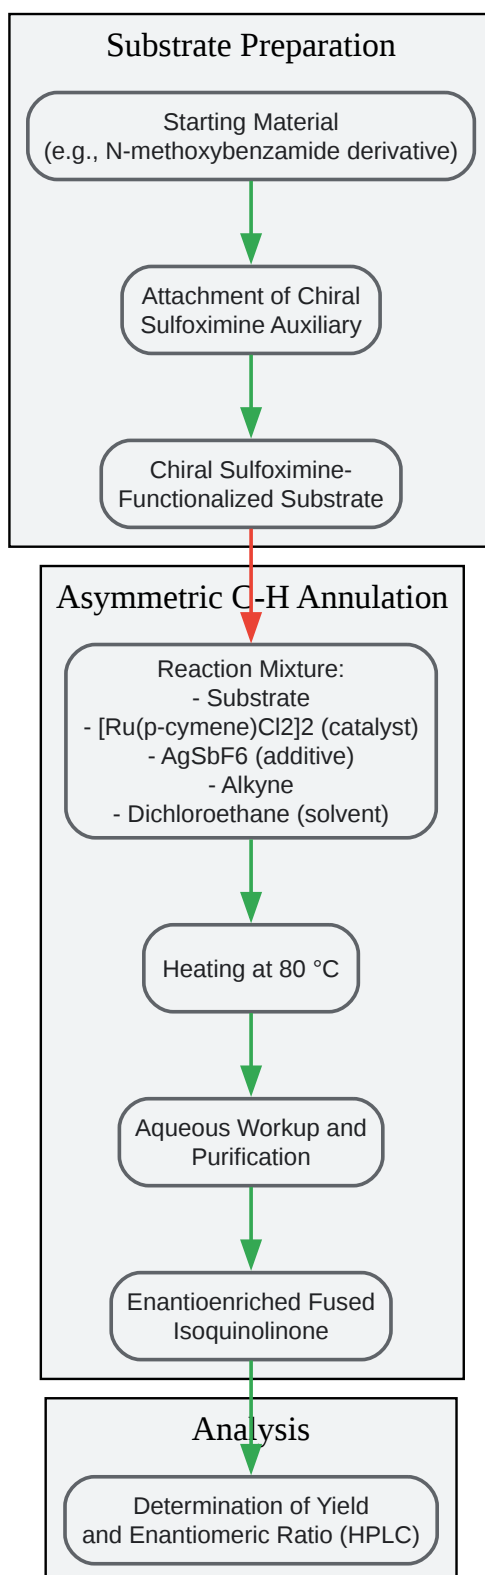 Substrate Preparation
Starting Material
(e.g., N-methoxybenzamide derivative)
Attachment of Chiral
Sulfoximine Auxiliary
Chiral Sulfoximine-
Functionalized Substrate
Asymmetric C-H Annulation
Reaction Mixture:
- Substrate
- [Ru(p-cymene)Cl2]2 (catalyst)
- AgSbF6 (additive)
- Alkyne
- Dichloroethane (solvent)
Heating at 80 °C
Aqueous Workup and
Purification
Enantioenriched Fused
Isoquinolinone
Analysis
Determination of Yield
and Enantiomeric Ratio (HPLC)